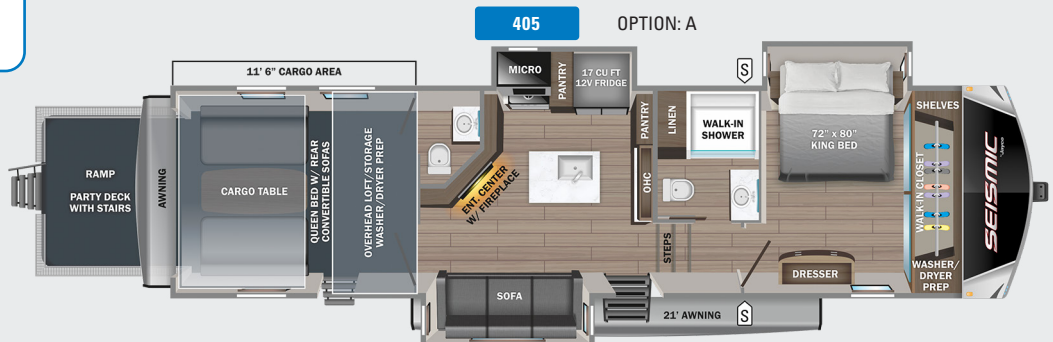 405
OPTION: A
11' 6" CARGO AREA
RAMP
PARTY DECK
WITH STAIRS
AWNING
CARGO TABLE
QUEEN BED W/ REAR
CONVERTIBLE SOFAS
OVERHEAD LOFT/STORAGE
WASHER/DRYER PREP
ENT. CENTER
W/ FIREPLACE
MICRO
PANTRY
17 CU FT
12V FRIDGE
SOFA
PANTRY
OHC
LINEN
WALK-IN
SHOWER
STEPS
S
72" x 80"
KING BED
DRESSER
21' AWNING
S
SHELVES
WALK-IN CLOSET
WASHER/
DRYER
PREP
SEISMIC
by Jayco